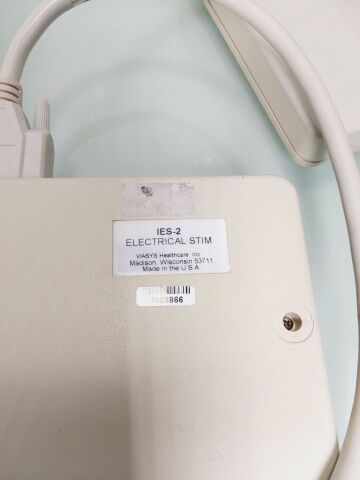 IES-2
ELECTRICAL STIM
VIASYS Healthcare Inc
Madison, Wisconsin 53711
Made in the U.S.A